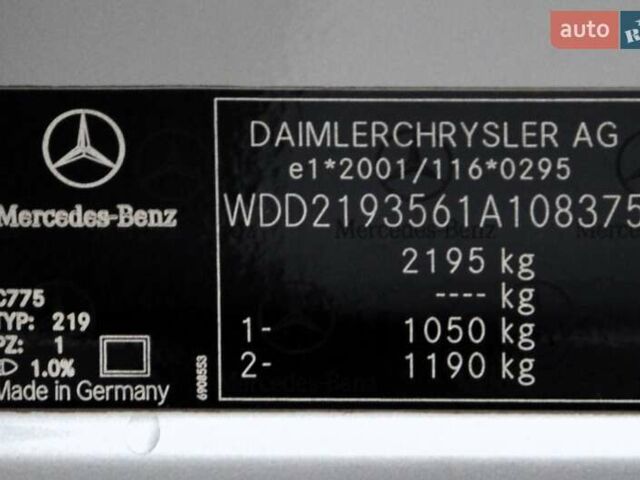 auto
R
Mercedes-Benz
C775
TYP: 219
PZ: 1
1.0%
Made in Germany
6908553
DAIMLERCHRYSLER AG
e1*2001/116*0295
WDD2193561A108375
2195 kg
---- kg
1- 1050 kg
2- 1190 kg